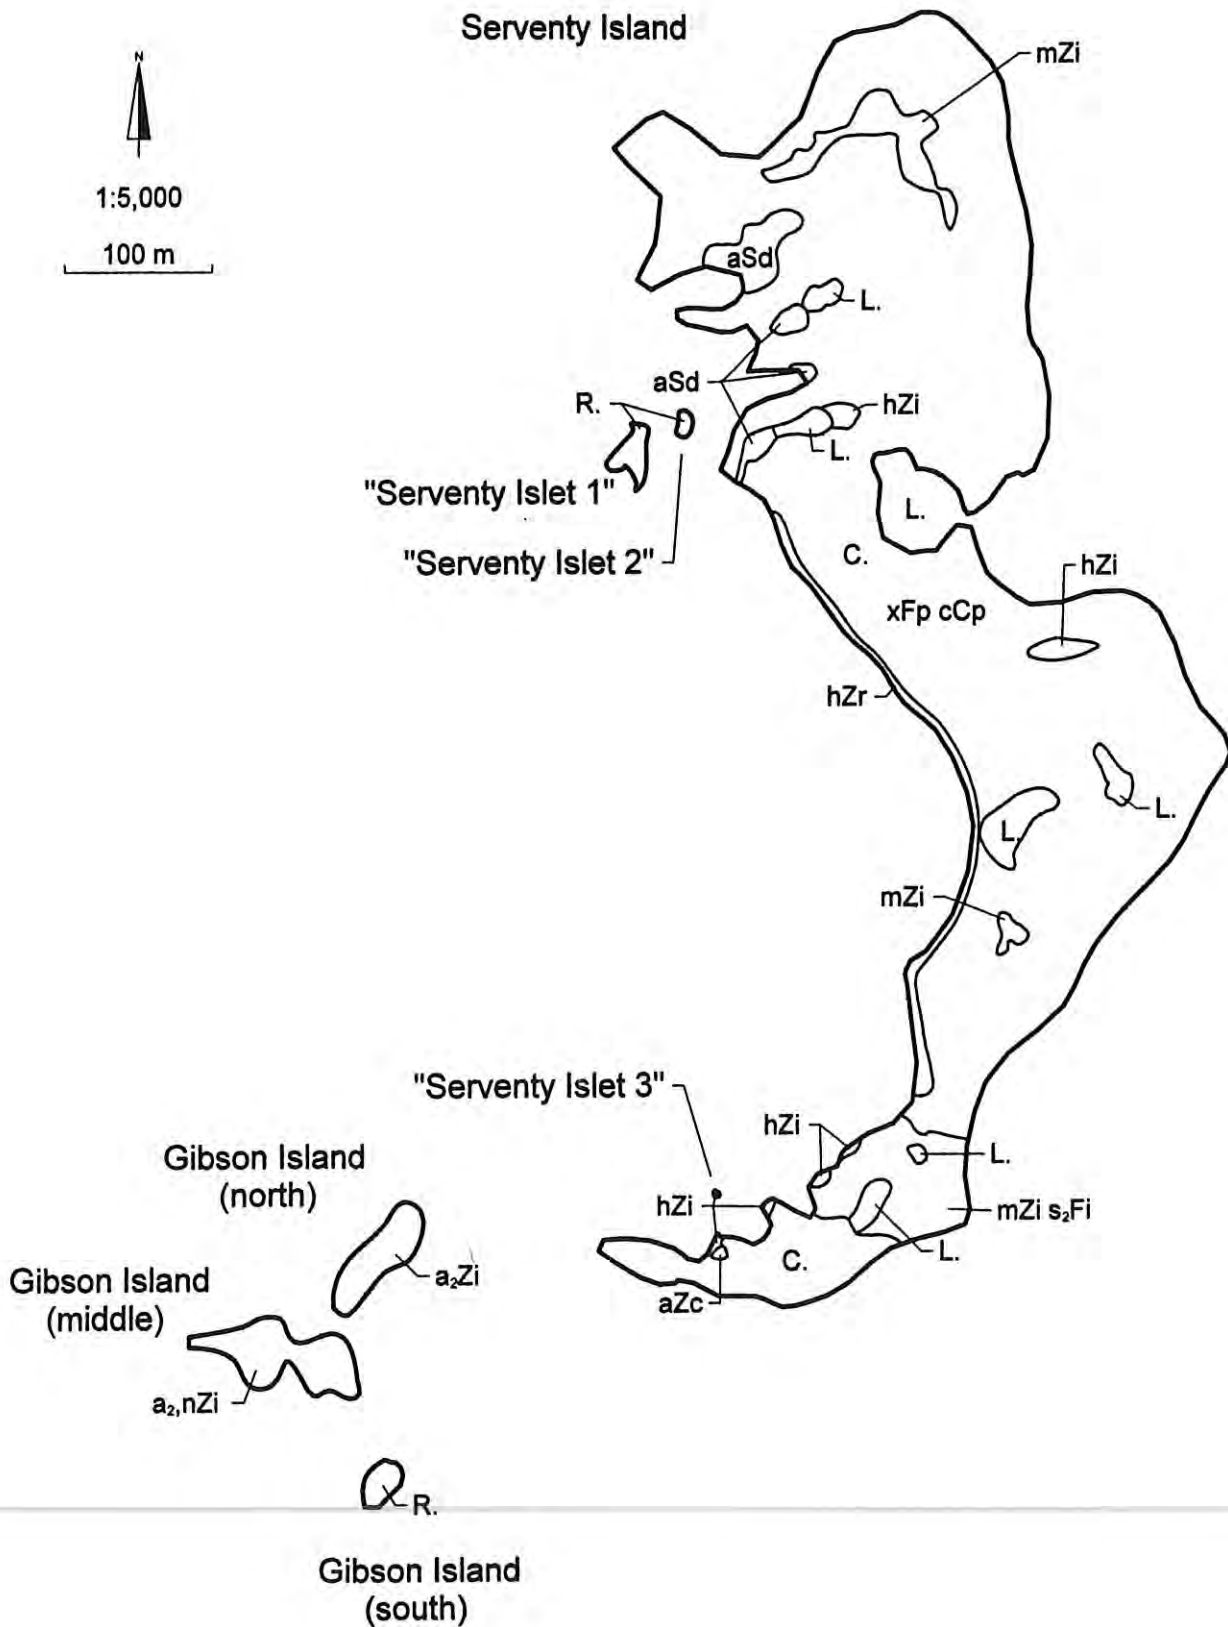 Serventy Island
N
1:5,000
100 m
mZi
aSd
L.
aSd
R.
hZi
L.
"Serventy Islet 1"
L.
"Serventy Islet 2"
C.
hZi
xFp cCp
hZr
L.
L.
mZi
"Serventy Islet 3"
hZi
L.
Gibson Island
(north)
hZi
mZi s₂Fi
L.
C.
a₂Zi
aZc
Gibson Island
(middle)
a₂,nZi
R.
Gibson Island
(south)